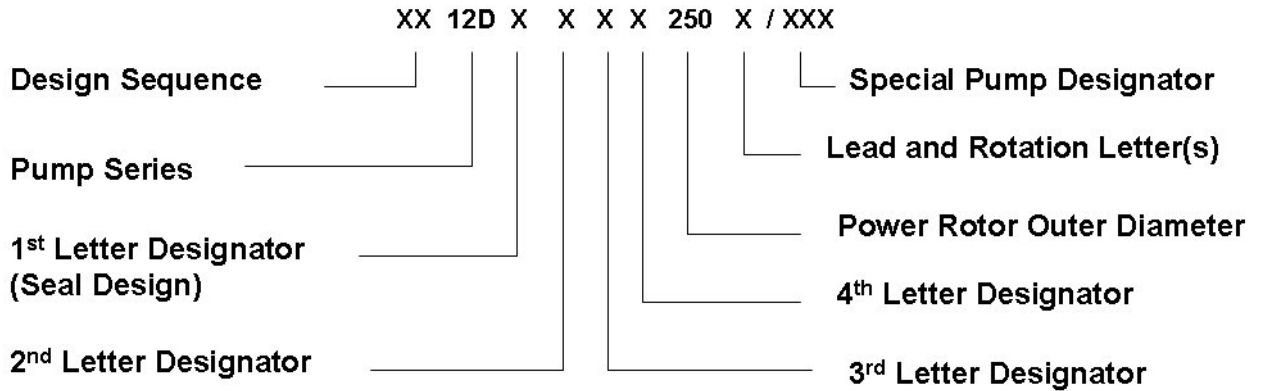 XX 12D X X X X 250 X / XXX
Design Sequence
Special Pump Designator
Lead and Rotation Letter(s)
Pump Series
Power Rotor Outer Diameter
1st Letter Designator
(Seal Design)
4th Letter Designator
2nd Letter Designator
3rd Letter Designator